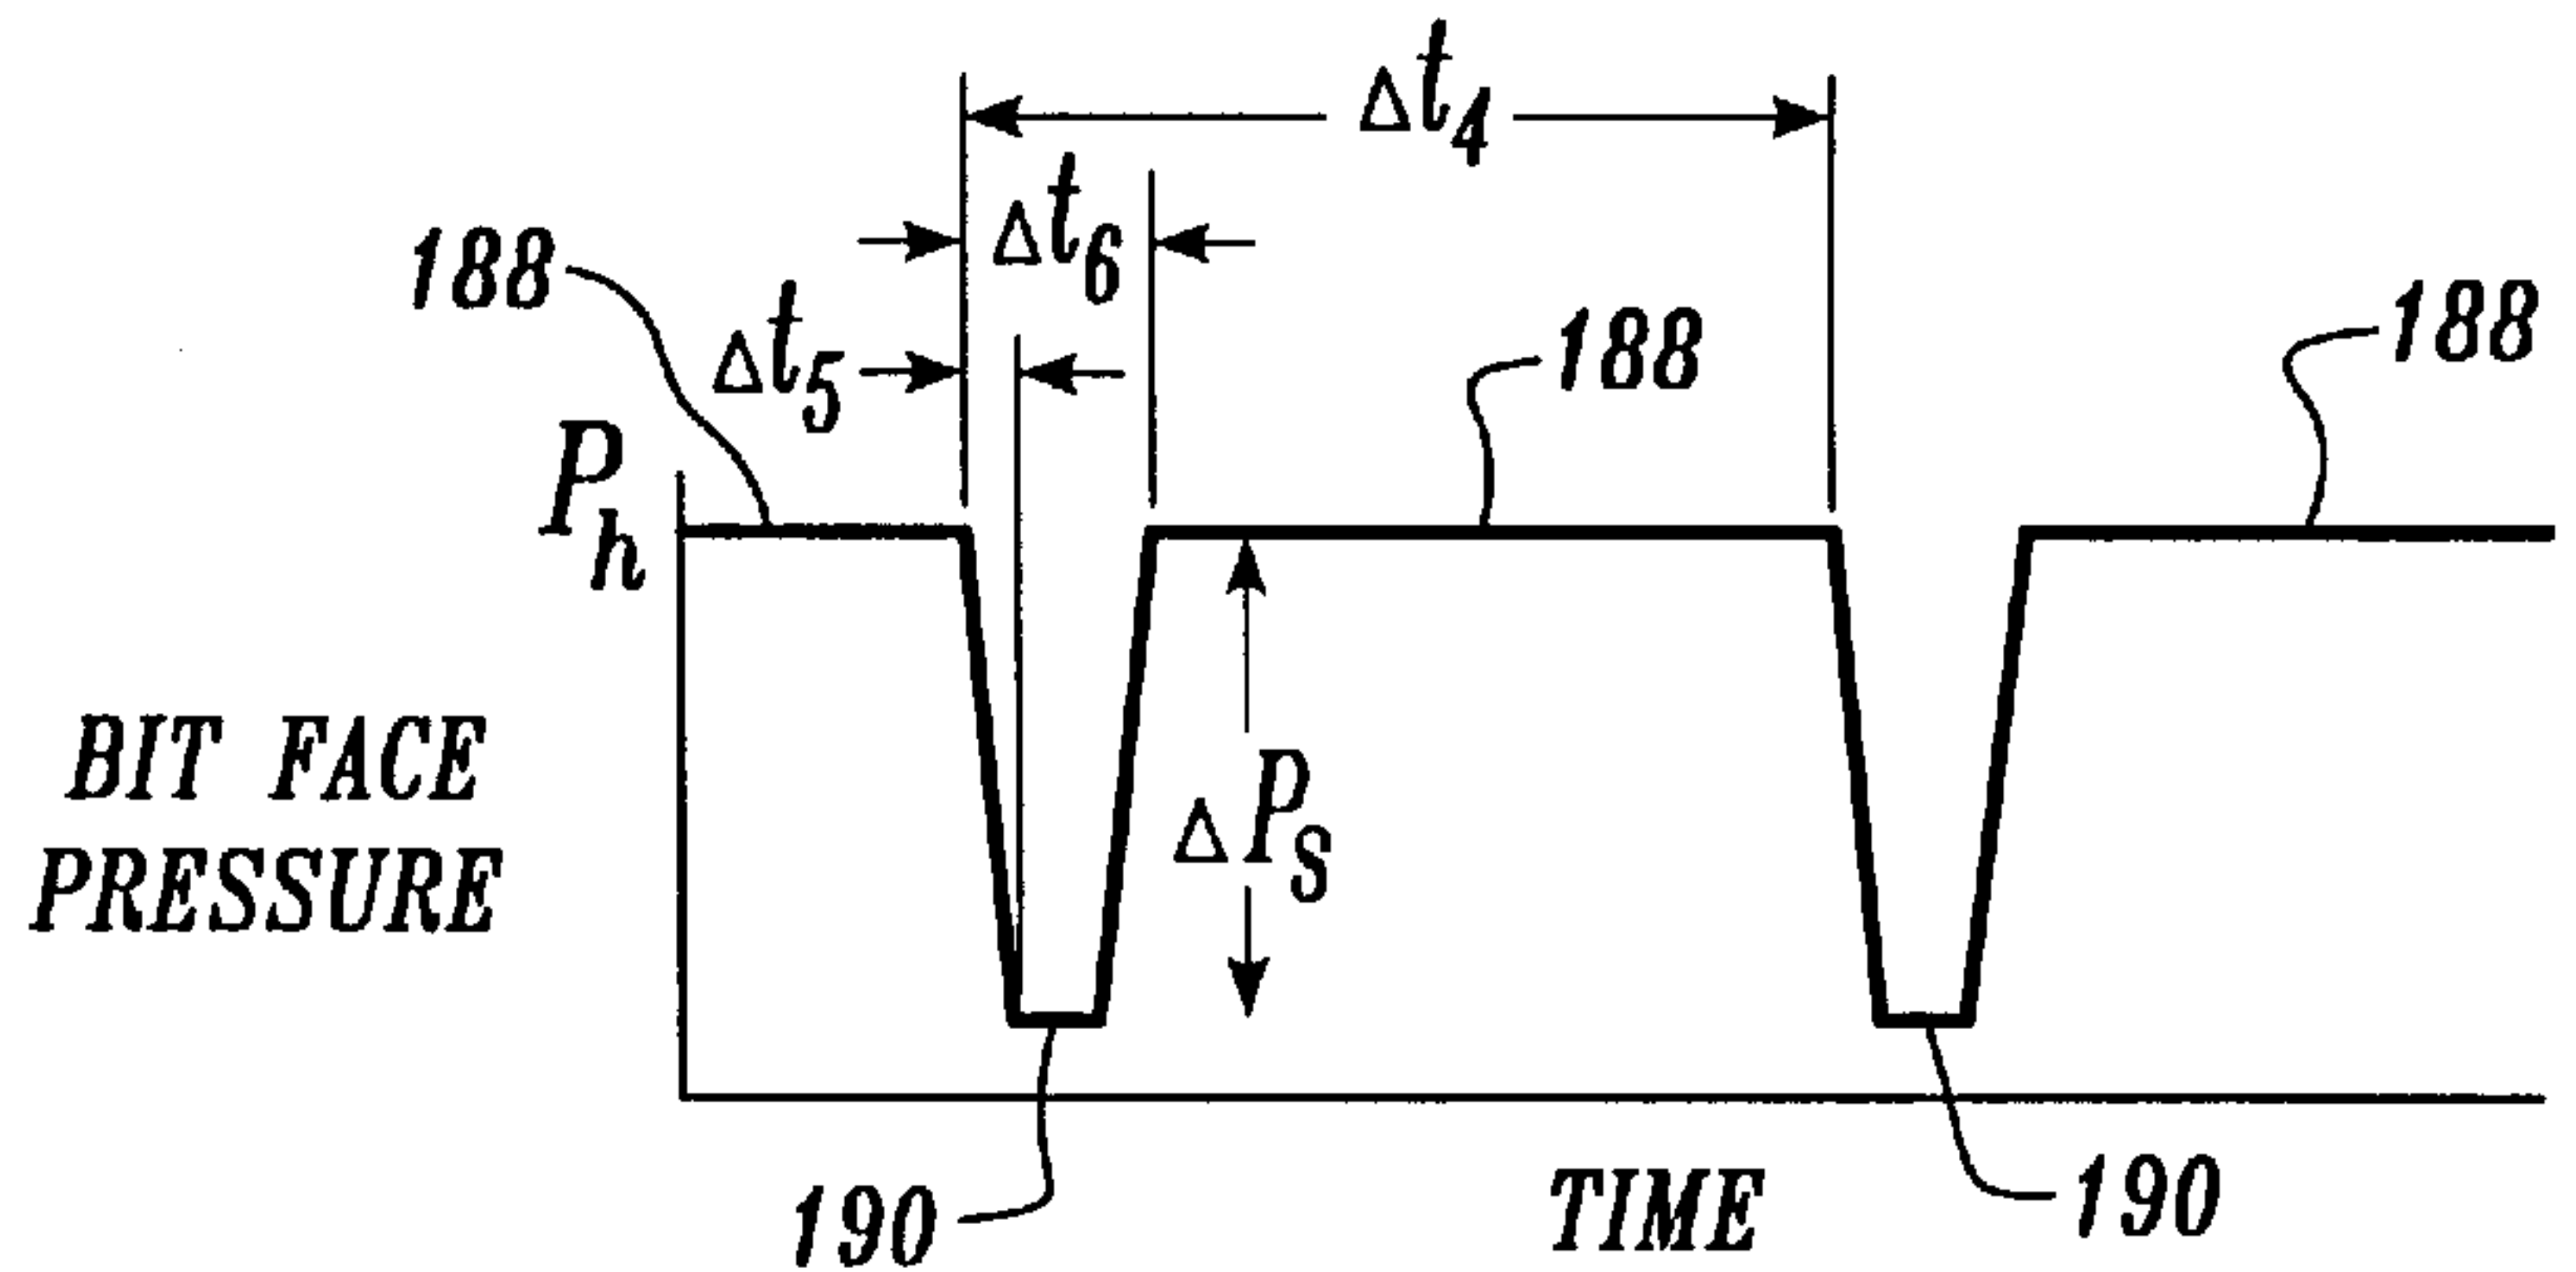 Δt4
Δt6
188
Δt5
188
188
Ph
BIT FACE
PRESSURE
ΔPs
190
TIME
190